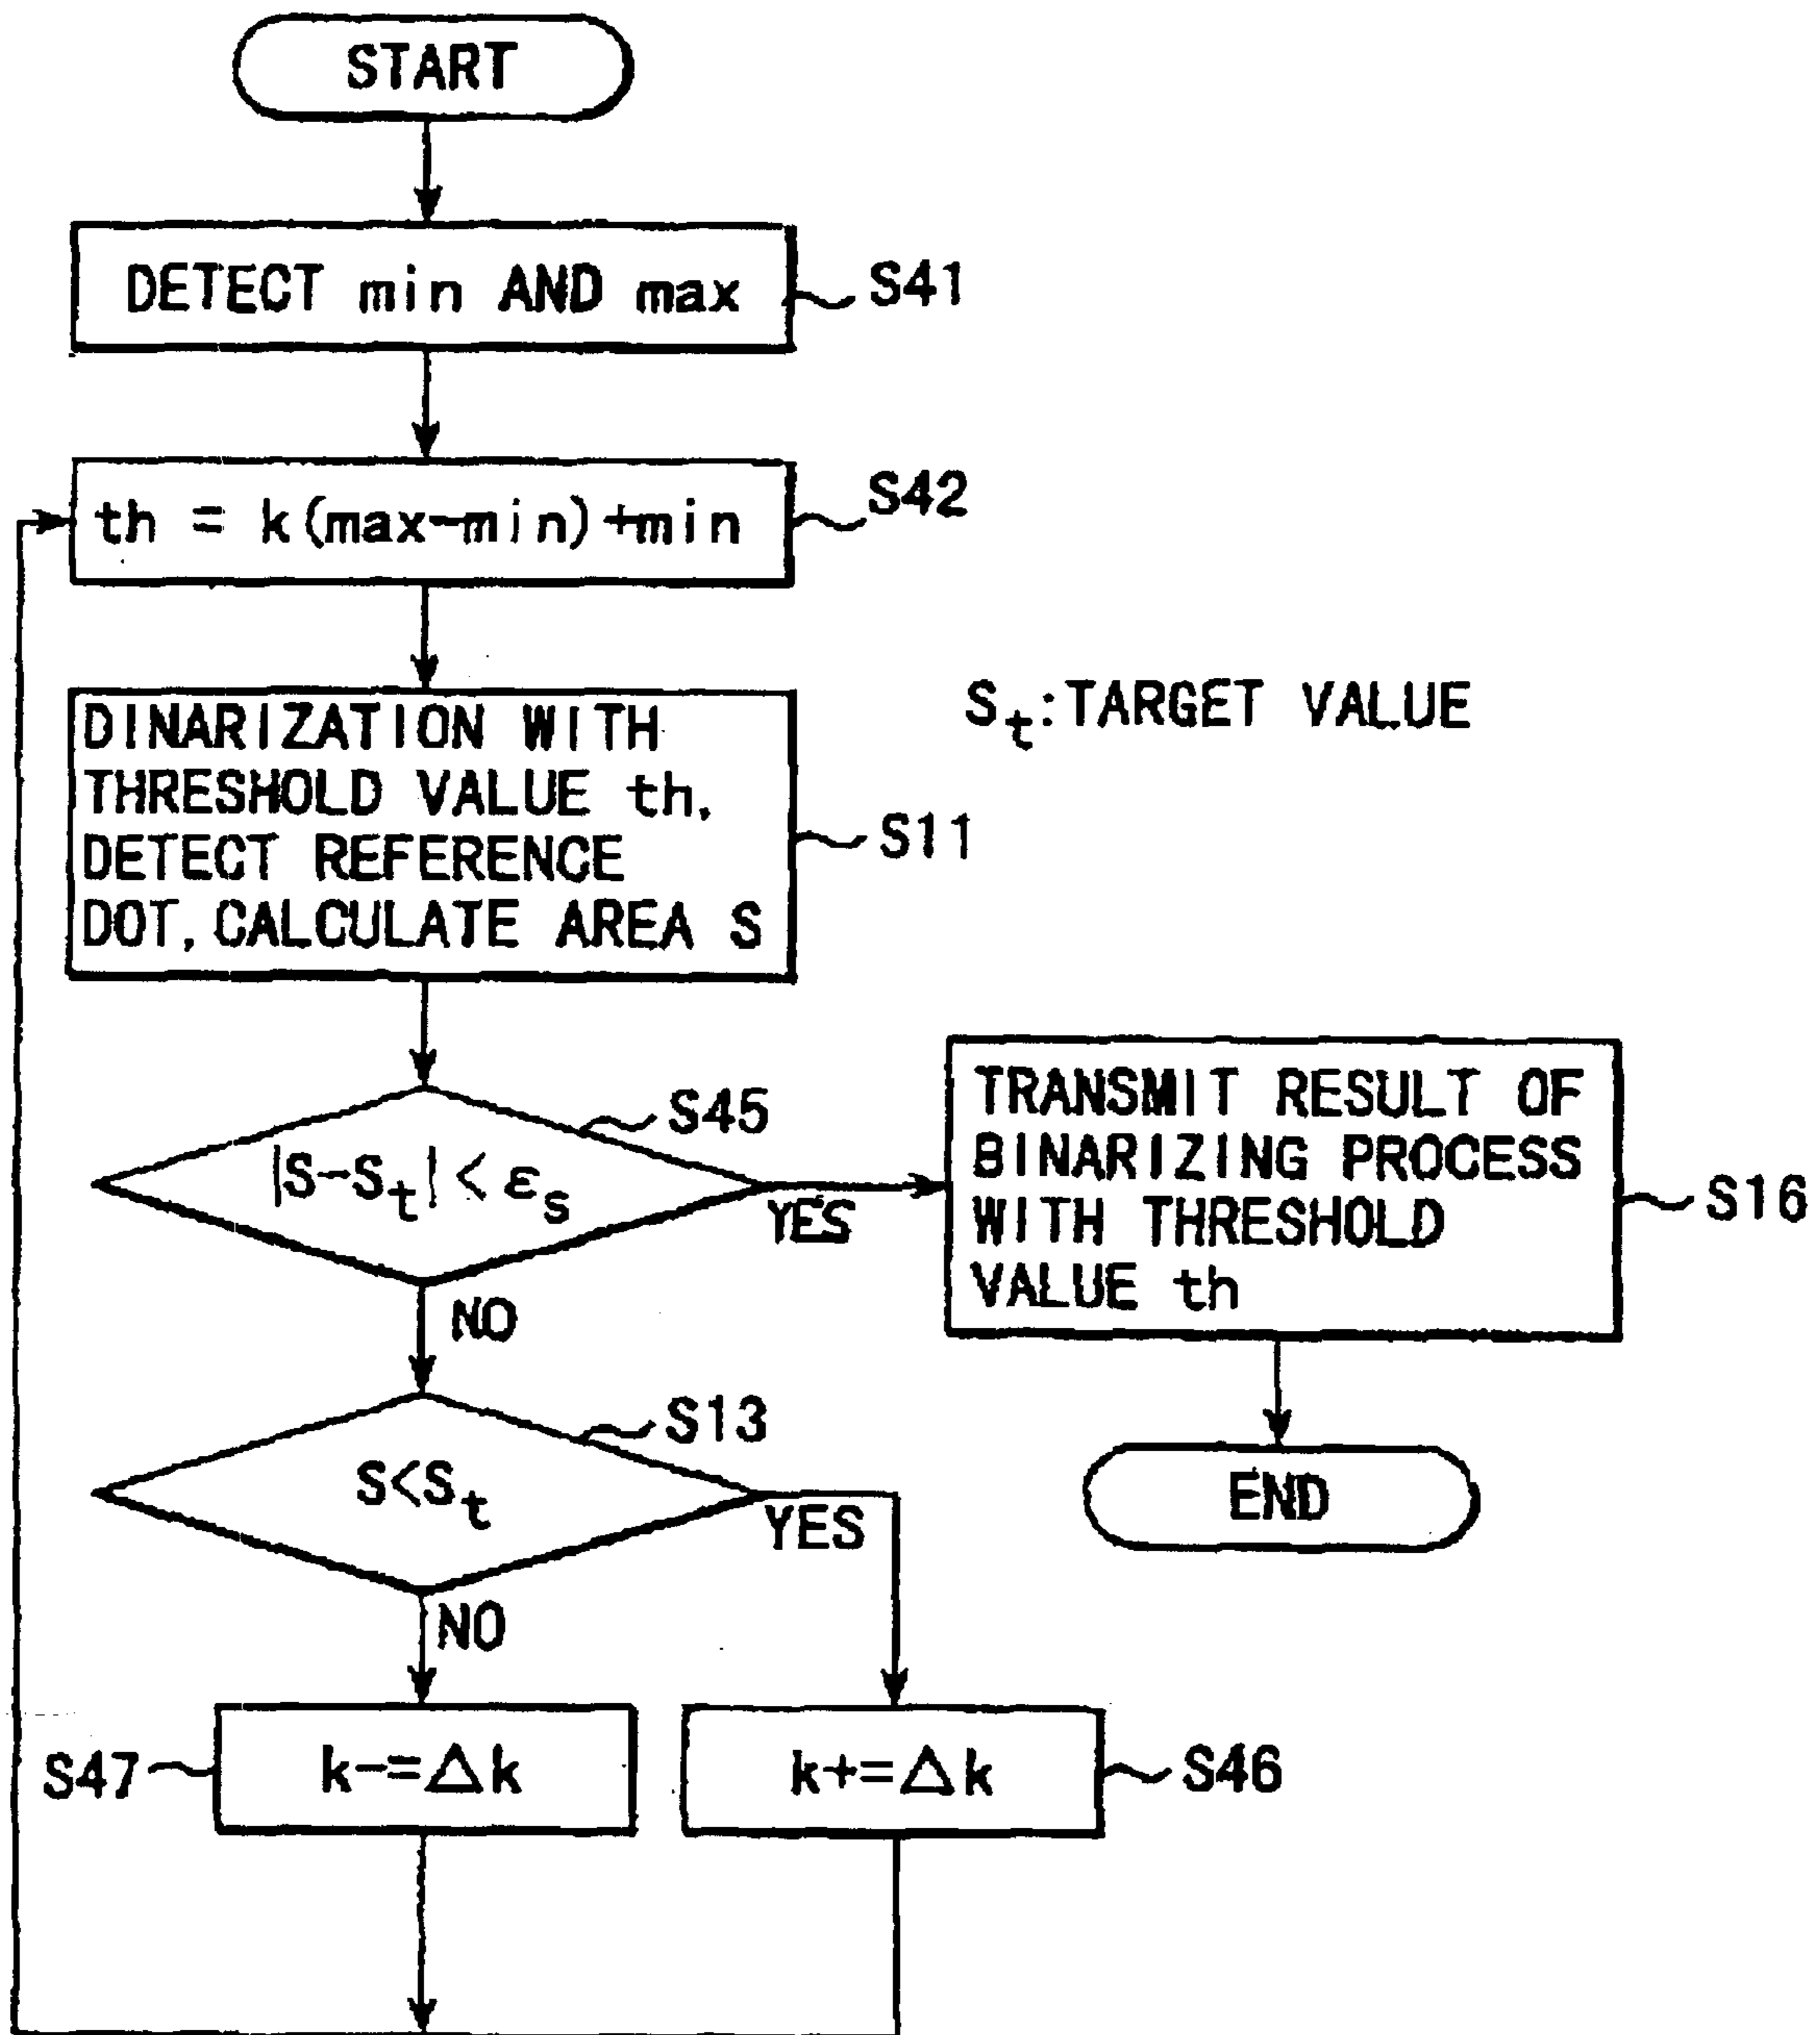 START
DETECT min AND max
S41
th = k(max-min)+min
S42
DINARIZATION WITH
THRESHOLD VALUE th,
DETECT REFERENCE
DOT, CALCULATE AREA S
S11
S_t:TARGET VALUE
|S-S_t| < ε_s
S45
YES
NO
TRANSMIT RESULT OF
BINARIZING PROCESS
WITH THRESHOLD
VALUE th
S16
END
S<S_t
S13
YES
NO
S47
k-=△k
k+=△k
S46